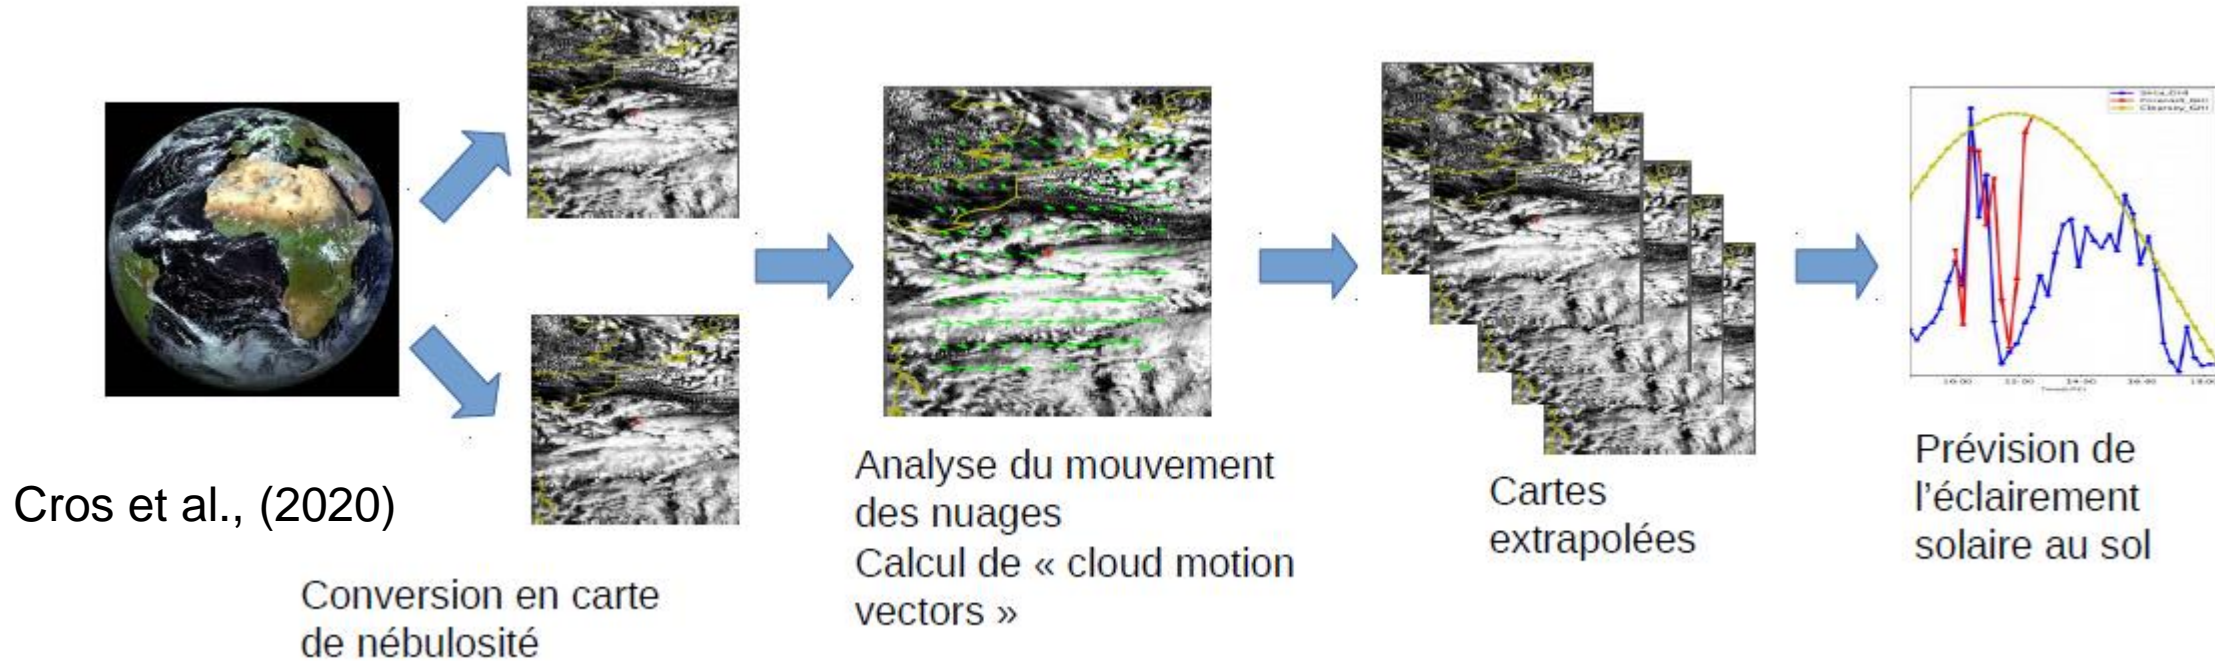 Cros et al., (2020)
Conversion en carte
de nébulosité
Analyse du mouvement
des nuages
Calcul de « cloud motion
vectors »
Cartes
extrapolées
Prévision de
l’éclairement
solaire au sol